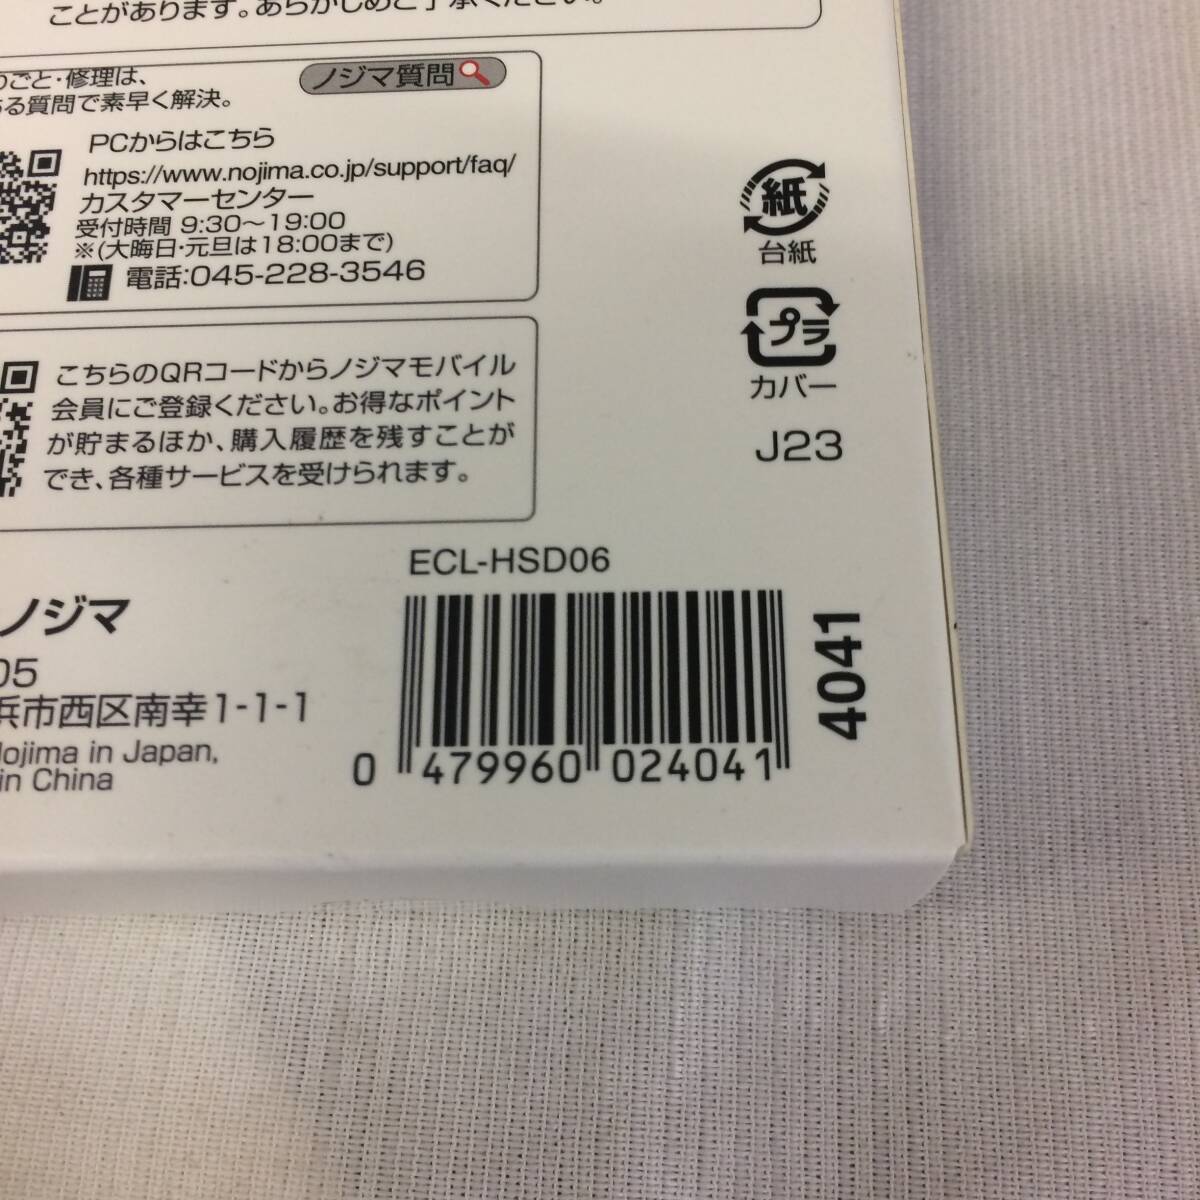 ことがあります。あらかじめご了承ください。
ごと・修理は、
ある質問で素早く解決。
ノジマ質問
PCからはこちら
https://www.nojima.co.jp/support/faq/
カスタマーセンター
受付時間 9:30〜19:00
※(大晦日・元旦は18:00まで)
電話:045-228-3546
こちらのQRコードからノジマモバイル
会員にご登録ください。お得なポイント
が貯まるほか、購入履歴を残すことが
でき、各種サービスを受けられます。
紙
台紙
プラ
カバー
J23
ECL-HSD06
ノジマ
05
浜市西区南幸1-1-1
Nojima in Japan,
in China
0 479960 024041
4041